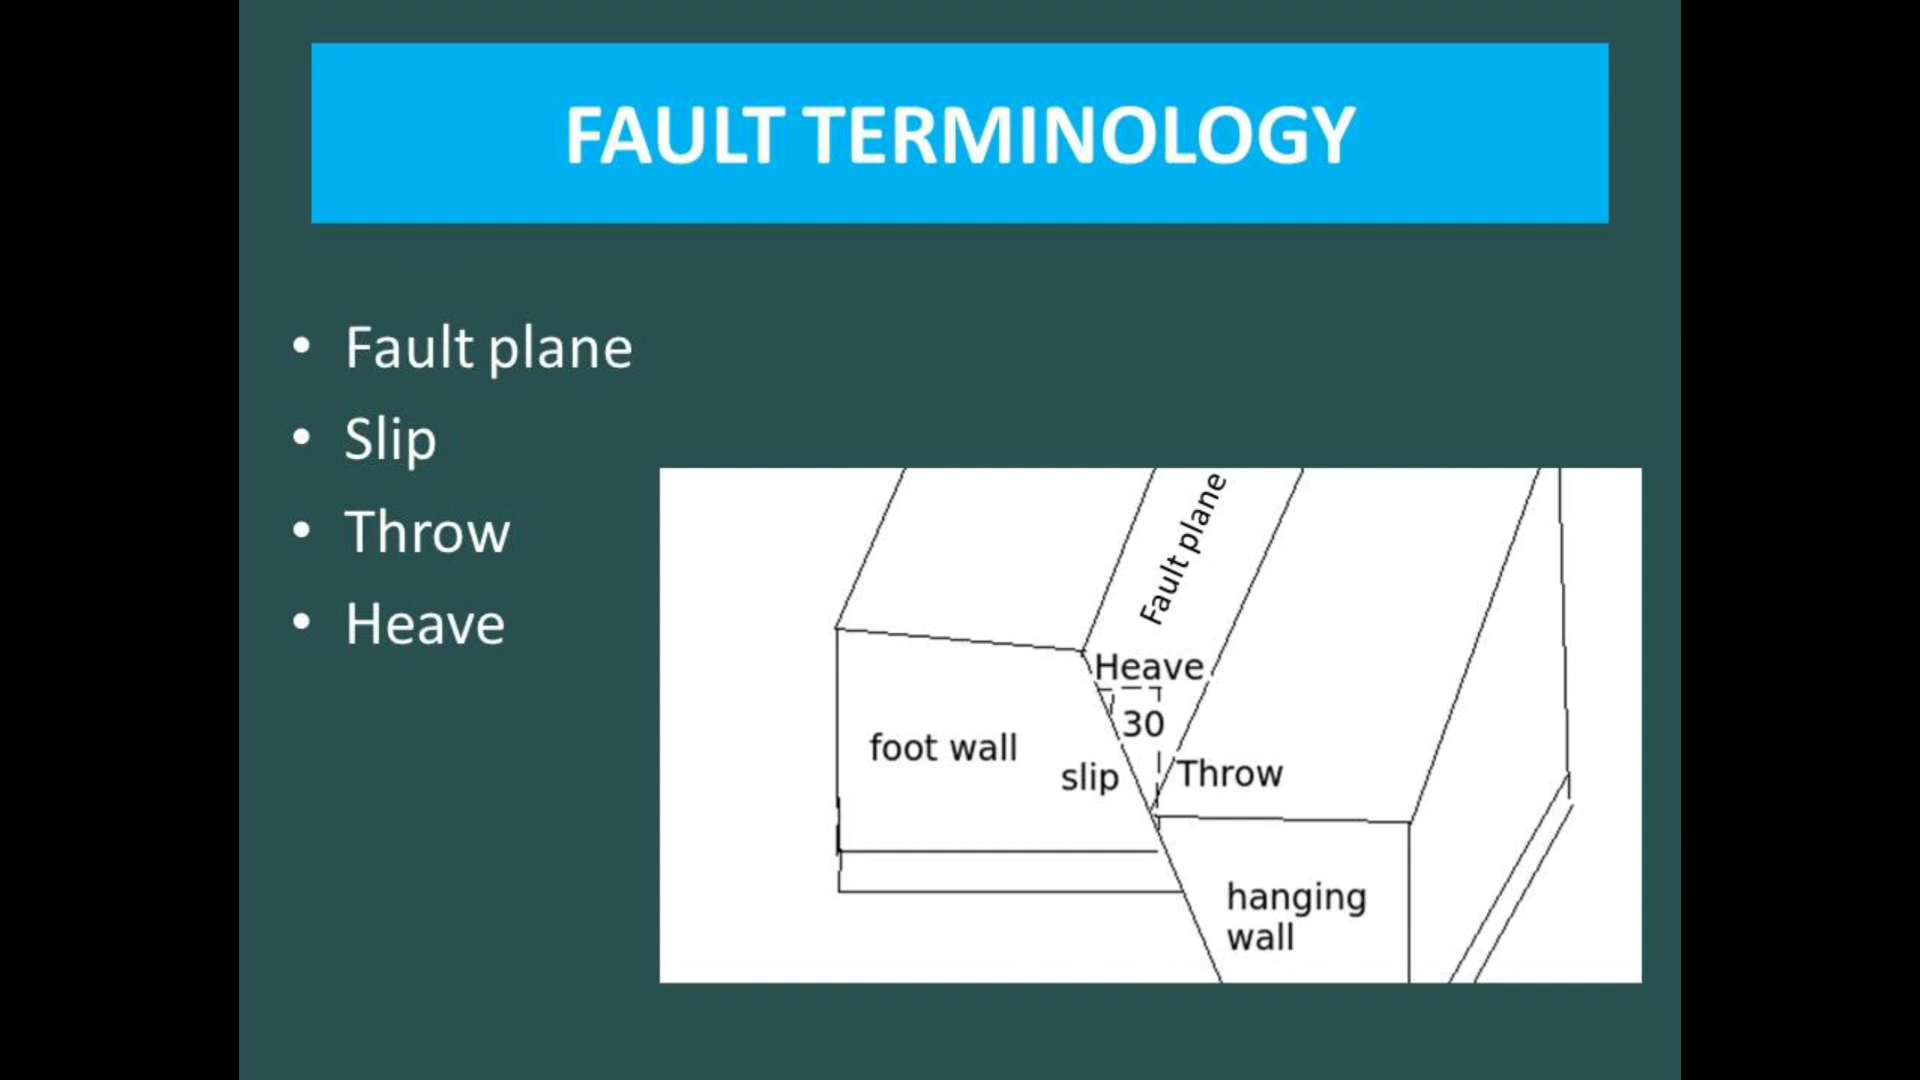 FAULT TERMINOLOGY
• Fault plane
• Slip
• Throw
• Heave
Fault plane
Heave
30
foot wall
slip
Throw
hanging
wall